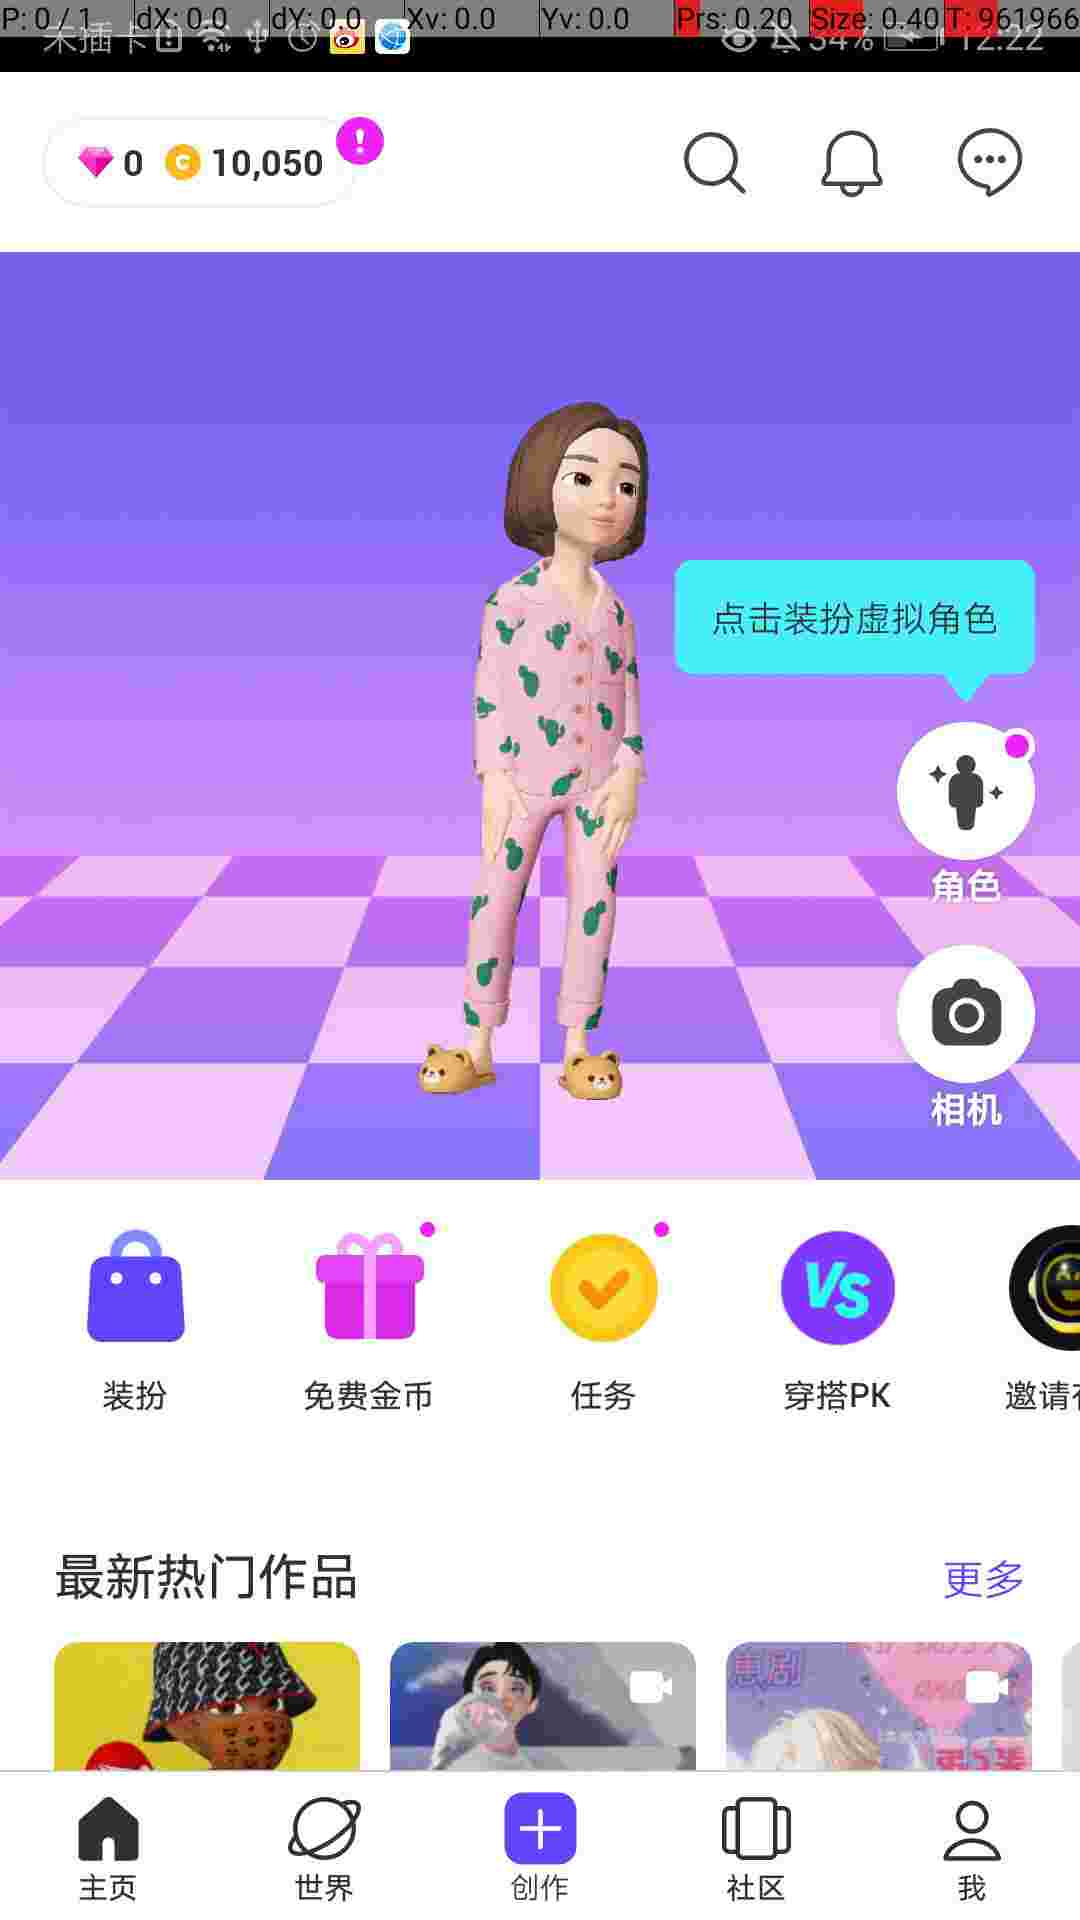 P: 0 / 1 dX: 0.0 dY: 0.0 Xv: 0.0 Yv: 0.0 Prs: 0.20 Size: 0.40 T: 961966
未插卡 34% 12:22
0 10,050
点击装扮虚拟角色
角色
相机
装扮 免费金币 任务 穿搭PK 邀请
VS
最新热门作品 更多
主页 世界 创作 社区 我